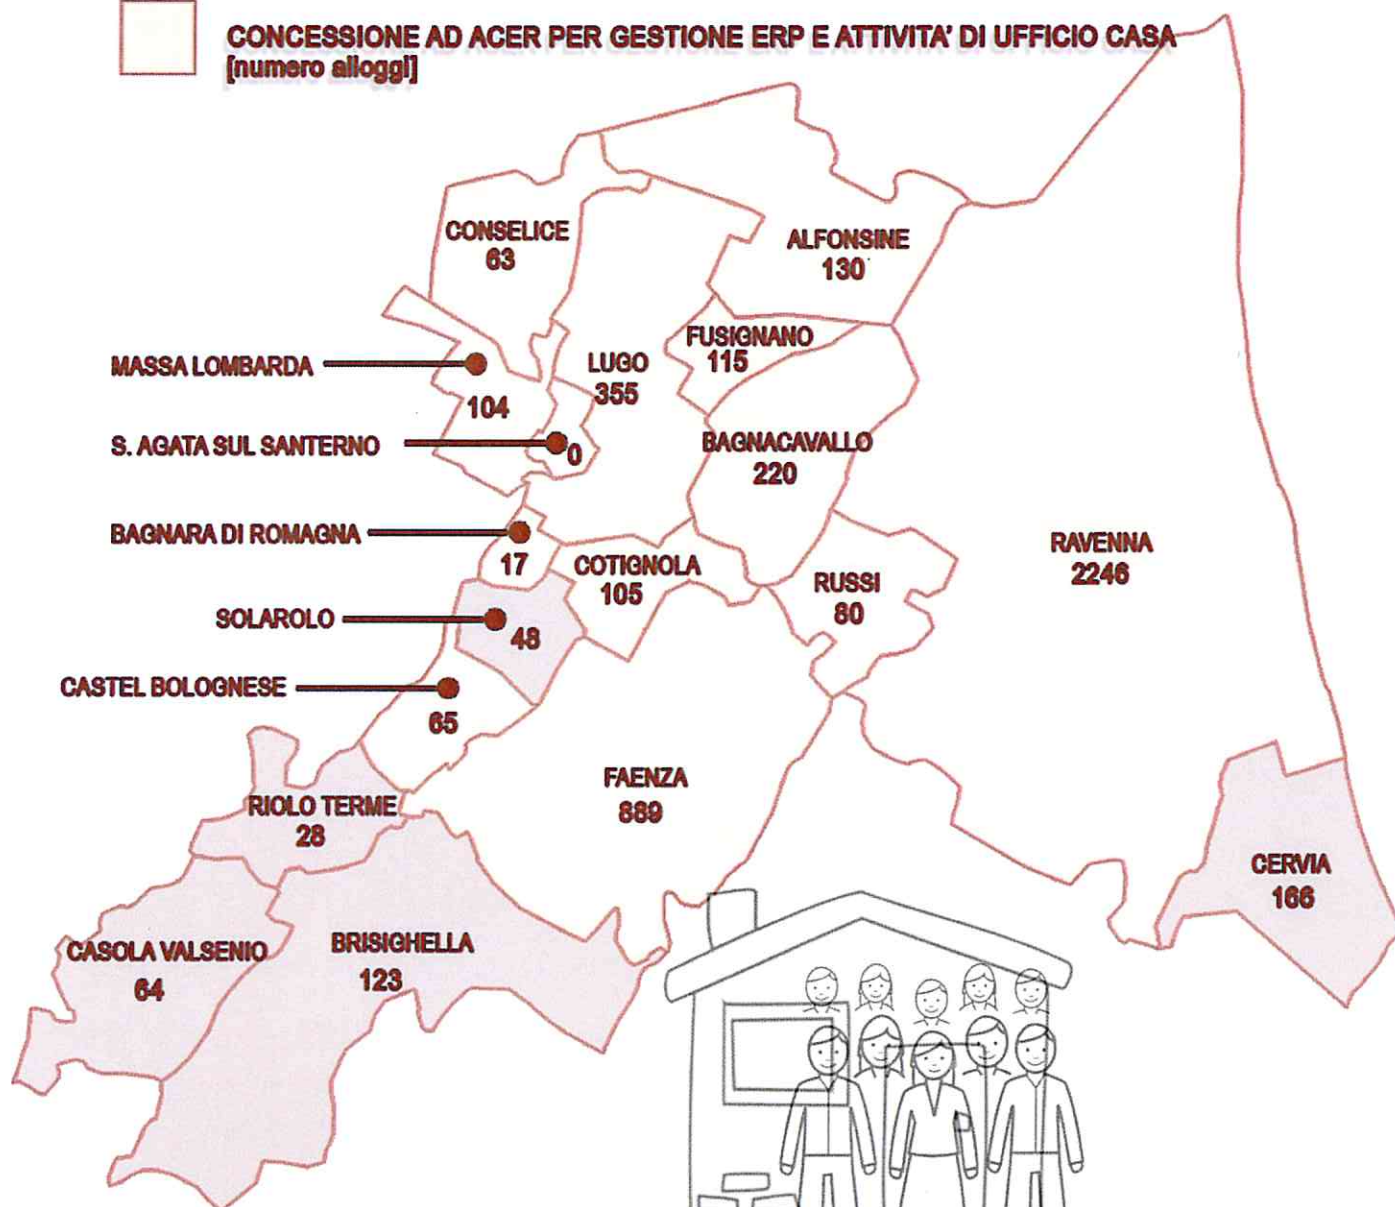 CONCESSIONE AD ACER PER GESTIONE ERP E ATTIVITA' DI UFFICIO CASA
[numero alloggi]
CONSELICE
63
ALFONSINE
130
FUSIGNANO
115
MASSA LOMBARDA
104
LUGO
355
S. AGATA SUL SANTERNO
0
BAGNACAVALLO
220
BAGNARA DI ROMAGNA
17
COTIGNOLA
105
RUSSI
80
RAVENNA
2246
SOLAROLO
48
CASTEL BOLOGNESE
65
FAENZA
889
RIOLO TERME
28
CERVIA
166
CASOLA VALSENIO
64
BRISIGHELLA
123